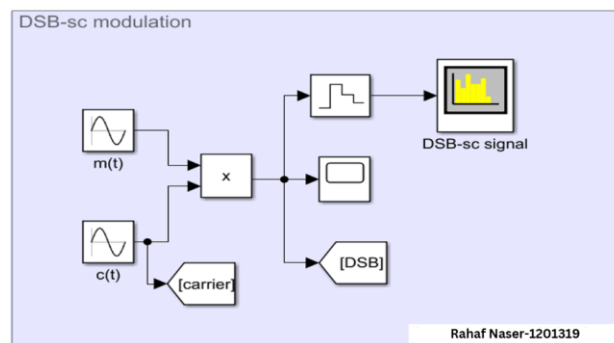 DSB-sc modulation
DSB-sc signal
m(t)
x
c(t)
[carrier]
[DSB]
Rahaf Naser-1201319